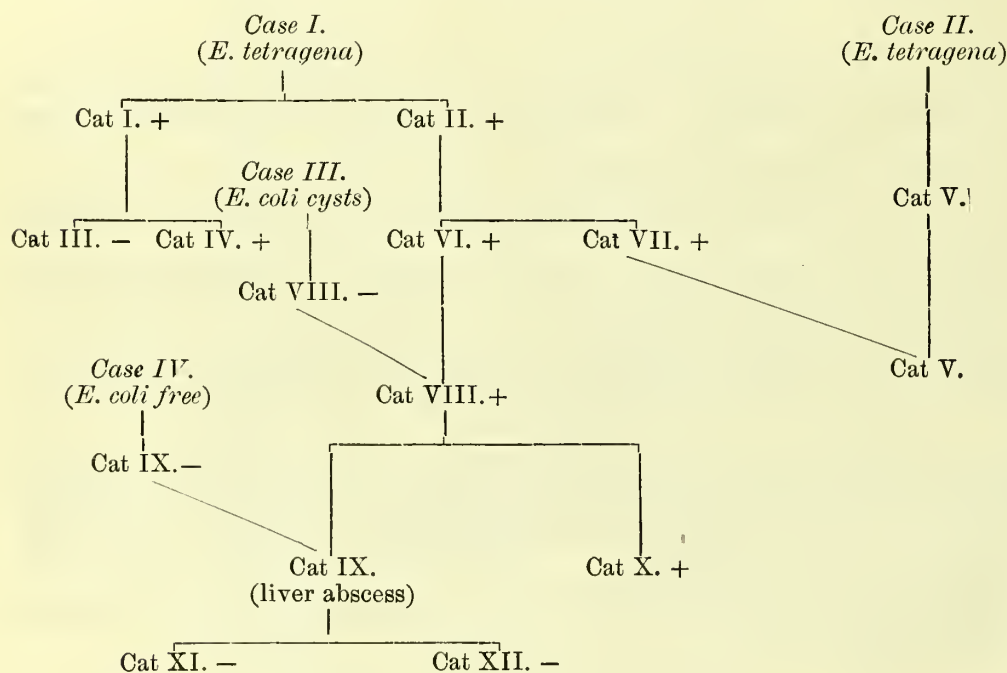 Case I. Case II.
(E. tetragena) (E. tetragena)
Cat I. + Cat II. +
Case III.
(E. coli cysts) Cat V.
Cat III. – Cat IV. + Cat VI. + Cat VII. +
Cat VIII. –
Case IV. Cat V.
(E. coli free) Cat VIII. +
Cat IX. –
Cat IX. Cat X. +
(liver abscess)
Cat XI. – Cat XII. –